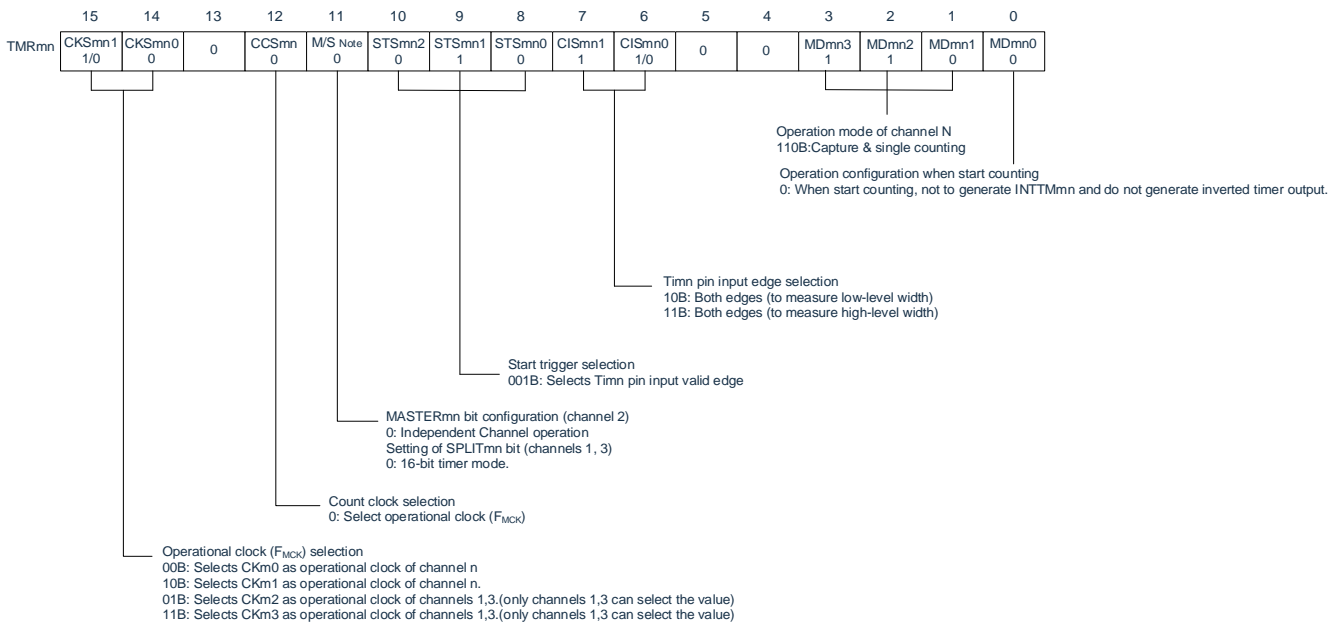 15 14 13 12 11 10 9 8 7 6 5 4 3 2 1 0
TMRmn CKSmn1 CKSmn0 0 CCSmn M/S Note STSmn2 STSmn1 STSmn0 CISmn1 CISmn0 0 0 MDmn3 MDmn2 MDmn1 MDmn0
1/0 0 0 0 0 1 0 1 1/0 1 1 0 0
Operation mode of channel N
110B:Capture & single counting
Operation configuration when start counting
0: When start counting, not to generate INTTMmn and do not generate inverted timer output.
Timn pin input edge selection
10B: Both edges (to measure low-level width)
11B: Both edges (to measure high-level width)
Start trigger selection
001B: Selects Timn pin input valid edge
MASTERmn bit configuration (channel 2)
0: Independent Channel operation
Setting of SPLITmn bit (channels 1, 3)
0: 16-bit timer mode.
Count clock selection
0: Select operational clock (FMCK)
Operational clock (FMCK) selection
00B: Selects CKm0 as operational clock of channel n
10B: Selects CKm1 as operational clock of channel n.
01B: Selects CKm2 as operational clock of channels 1,3.(only channels 1,3 can select the value)
11B: Selects CKm3 as operational clock of channels 1,3.(only channels 1,3 can select the value)